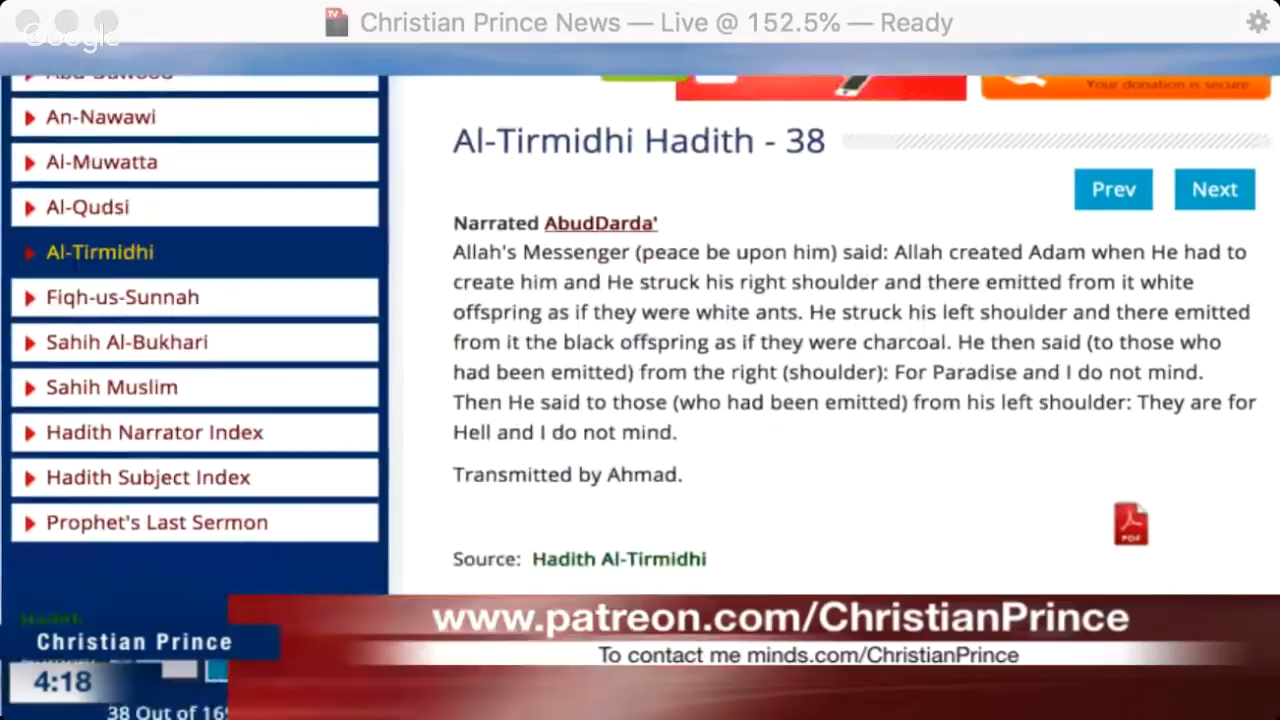 Christian Prince News — Live @ 152.5% — Ready
Google
Abu-Dawood
An-Nawawi
Al-Muwatta
Al-Qudsi
Al-Tirmidhi
Fiqh-us-Sunnah
Sahih Al-Bukhari
Sahih Muslim
Hadith Narrator Index
Hadith Subject Index
Prophet's Last Sermon
Your donation is secure
Al-Tirmidhi Hadith - 38
Prev
Next
Narrated AbudDarda'
Allah's Messenger (peace be upon him) said: Allah created Adam when He had to
create him and He struck his right shoulder and there emitted from it white
offspring as if they were white ants. He struck his left shoulder and there emitted
from it the black offspring as if they were charcoal. He then said (to those who
had been emitted) from the right (shoulder): For Paradise and I do not mind.
Then He said to those (who had been emitted) from his left shoulder: They are for
Hell and I do not mind.
Transmitted by Ahmad.
PDF
Source: Hadith Al-Tirmidhi
www.patreon.com/ChristianPrince
To contact me minds.com/ChristianPrince
Christian Prince
4:18
38 Out of